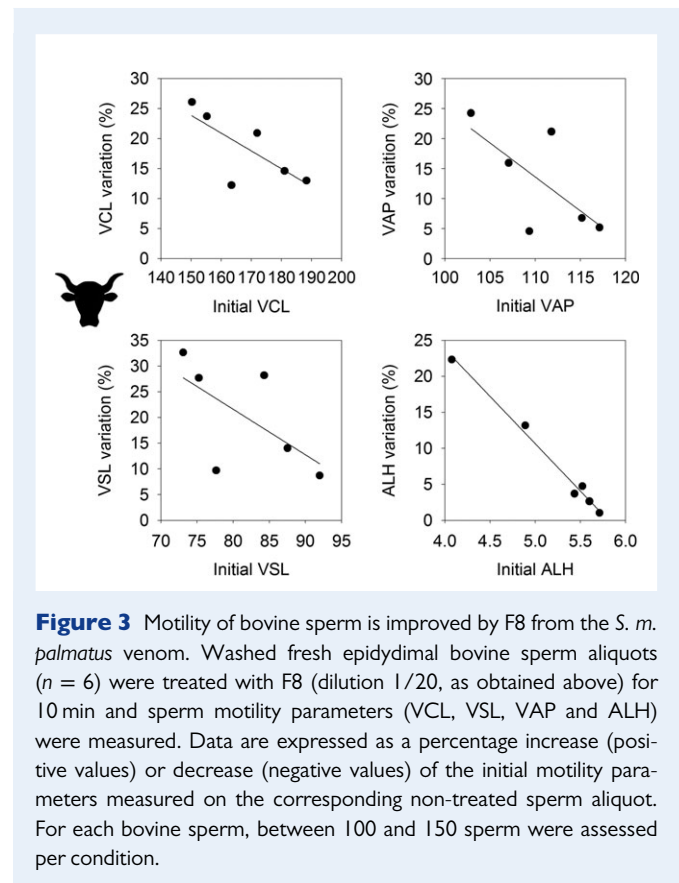 30
25
20
15
10
5
0
VCL variation (%)
140 150 160 170 180 190 200
Initial VCL
30
25
20
15
10
5
0
VAP varaition (%)
100 105 110 115 120
Initial VAP
35
30
25
20
15
10
5
0
VSL variation (%)
70 75 80 85 90 95
Initial VSL
25
20
15
10
5
0
ALH variation (%)
4.0 4.5 5.0 5.5 6.0
Initial ALH
Figure 3 Motility of bovine sperm is improved by F8 from the S. m.
palmatus venom. Washed fresh epidydimal bovine sperm aliquots
(n = 6) were treated with F8 (dilution 1/20, as obtained above) for
10 min and sperm motility parameters (VCL, VSL, VAP and ALH)
were measured. Data are expressed as a percentage increase (posi-
tive values) or decrease (negative values) of the initial motility para-
meters measured on the corresponding non-treated sperm aliquot.
For each bovine sperm, between 100 and 150 sperm were assessed
per condition.